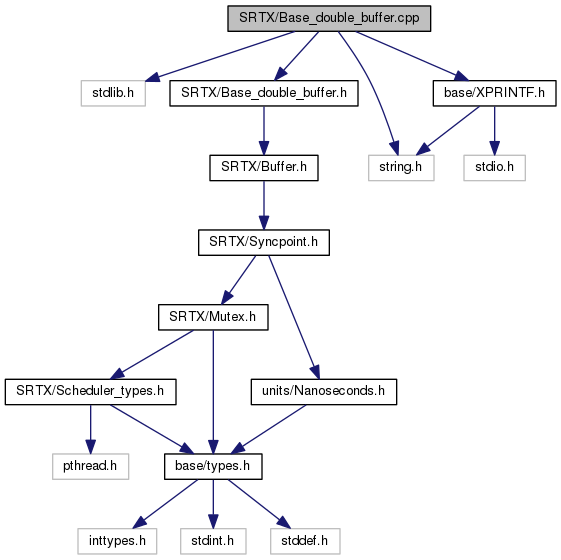 SRTX/Base_double_buffer.cpp
stdlib.h
SRTX/Base_double_buffer.h
base/XPRINTF.h
SRTX/Buffer.h
string.h
stdio.h
SRTX/Syncpoint.h
SRTX/Mutex.h
SRTX/Scheduler_types.h
units/Nanoseconds.h
pthread.h
base/types.h
inttypes.h
stdint.h
stddef.h